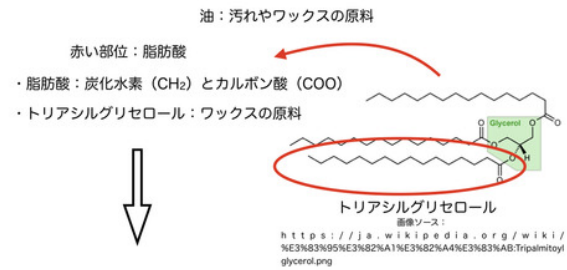 油：汚れやワックスの原料
赤い部位：脂肪酸
・脂肪酸：炭化水素（CH₂）とカルボン酸（COO）
・トリアシルグリセロール：ワックスの原料
Glycerol
O
O
O
O
O
H
O
トリアシルグリセロール
画像ソース：
https://ja.wikipedia.org/wiki/
%E3%83%95%E3%82%A1%E3%82%A4%E3%83%AB:Tripalmitoyl
glycerol.png